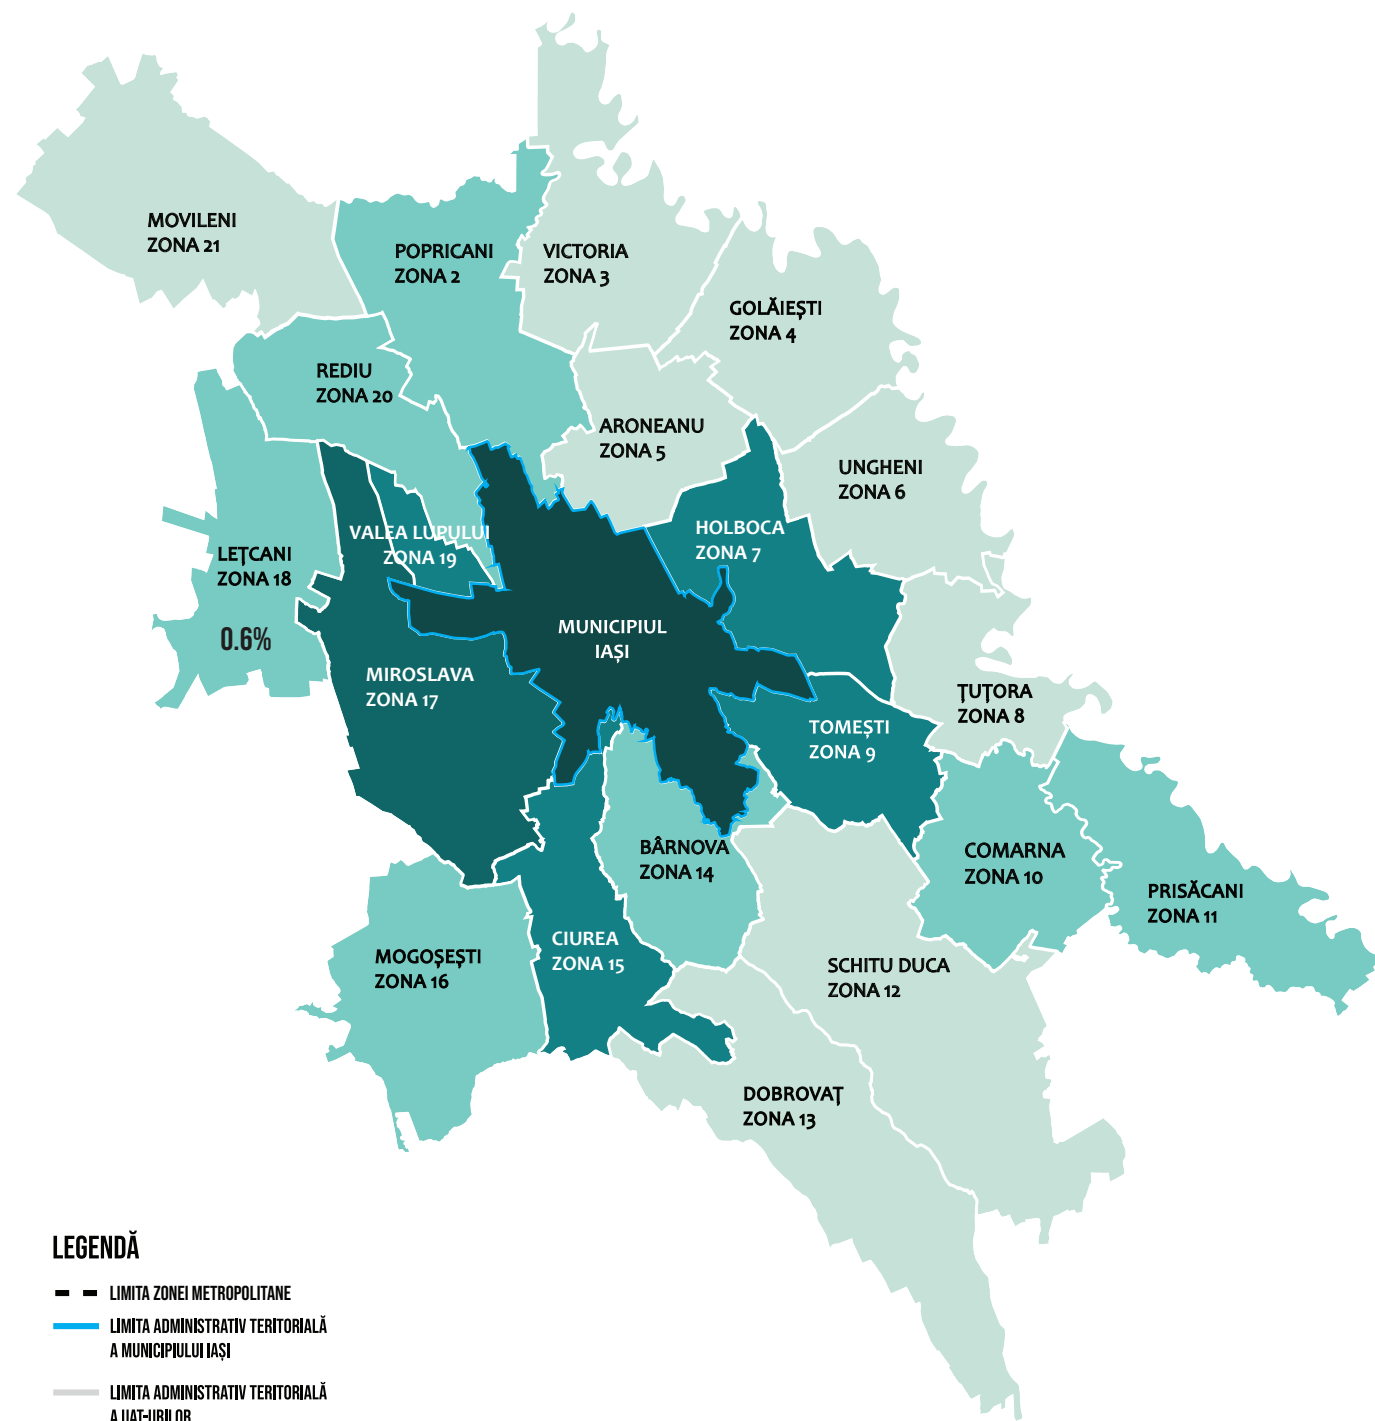 MOVILENI
ZONA 21
POPRICANI
ZONA 2
VICTORIA
ZONA 3
GOLĂIEȘTI
ZONA 4
REDIU
ZONA 20
ARONEANU
ZONA 5
UNGHENI
ZONA 6
VALEA LUPULUI
ZONA 19
HOLBOCA
ZONA 7
LEȚCANI
ZONA 18
0.6%
MUNICIPIUL
IAȘI
MIROSLAVA
ZONA 17
ȚUȚORA
ZONA 8
TOMEȘTI
ZONA 9
BÂRNOVA
ZONA 14
COMARNA
ZONA 10
PRISĂCANI
ZONA 11
CIUREA
ZONA 15
MOGOȘEȘTI
ZONA 16
SCHITU DUCA
ZONA 12
DOBROVAȚ
ZONA 13
LEGENDĂ
LIMITA ZONEI METROPOLITANE
LIMITA ADMINISTRATIV TERITORIALĂ
A MUNICIPIULUI IAȘI
LIMITA ADMINISTRATIV TERITORIALĂ
A UAT-URILOR